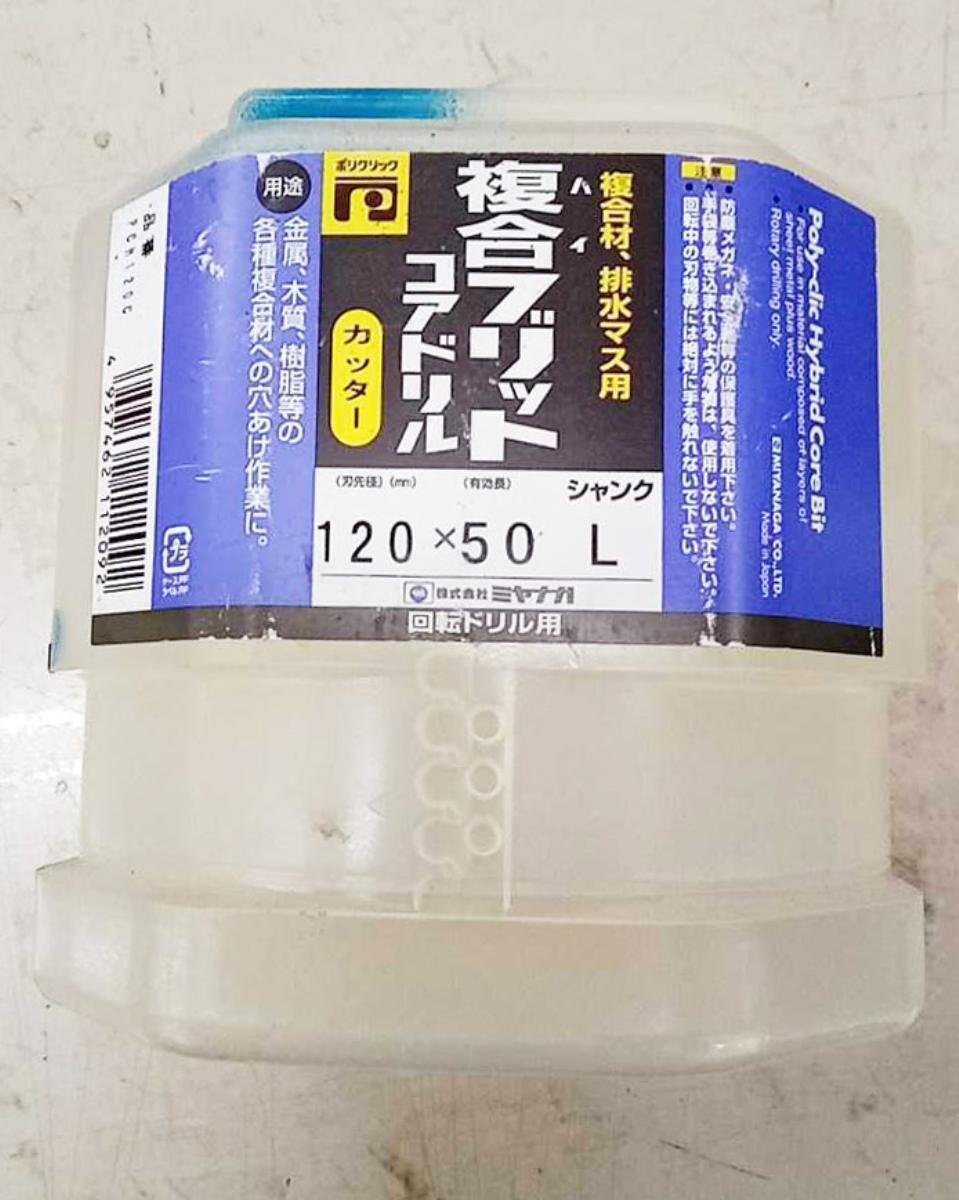 品番
PCH120C
4 957462 112092
用途
金属、木質、樹脂等の
各種複合材への穴あけ作業に。
プラ
ポリクリック
複合材、排水マス用
ハイ
複合ブリット
コアドリル
カッター
(刃先径) (mm) (有効長) シャンク
120×50 L
株式会社 ミヤナガ
回転ドリル用
注意
回転中の刃物等には絶対に手を触れないで下さい。
Poly-clic Hybrid Core Bit
• For use in material composed of layers of
sheet metal plus wood.
• Rotary drilling only.
MIYANAGA CO.,LTD.
Made in Japan